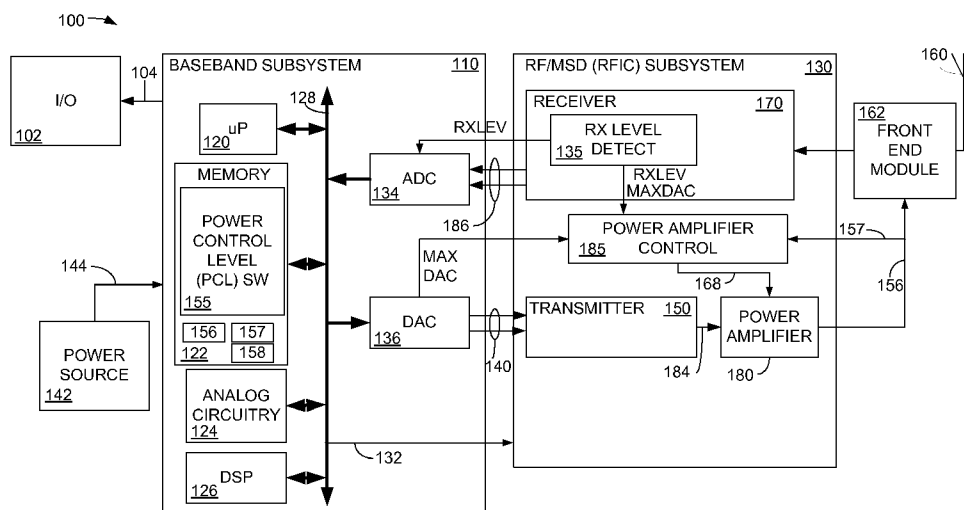 100
I/O
102
104
BASEBAND SUBSYSTEM
110
128
uP
120
MEMORY
POWER
CONTROL
LEVEL
(PCL) SW
155
156
157
122
158
ANALOG
CIRCUITRY
124
DSP
126
144
POWER
SOURCE
142
RXLEV
ADC
134
186
MAX
DAC
DAC
136
140
132
RF/MSD (RFIC) SUBSYSTEM
130
RECEIVER
170
RX LEVEL
DETECT
135
RXLEV
MAXDAC
POWER AMPLIFIER
CONTROL
185
168
TRANSMITTER
150
184
POWER
AMPLIFIER
180
160
162
FRONT
END
MODULE
157
156